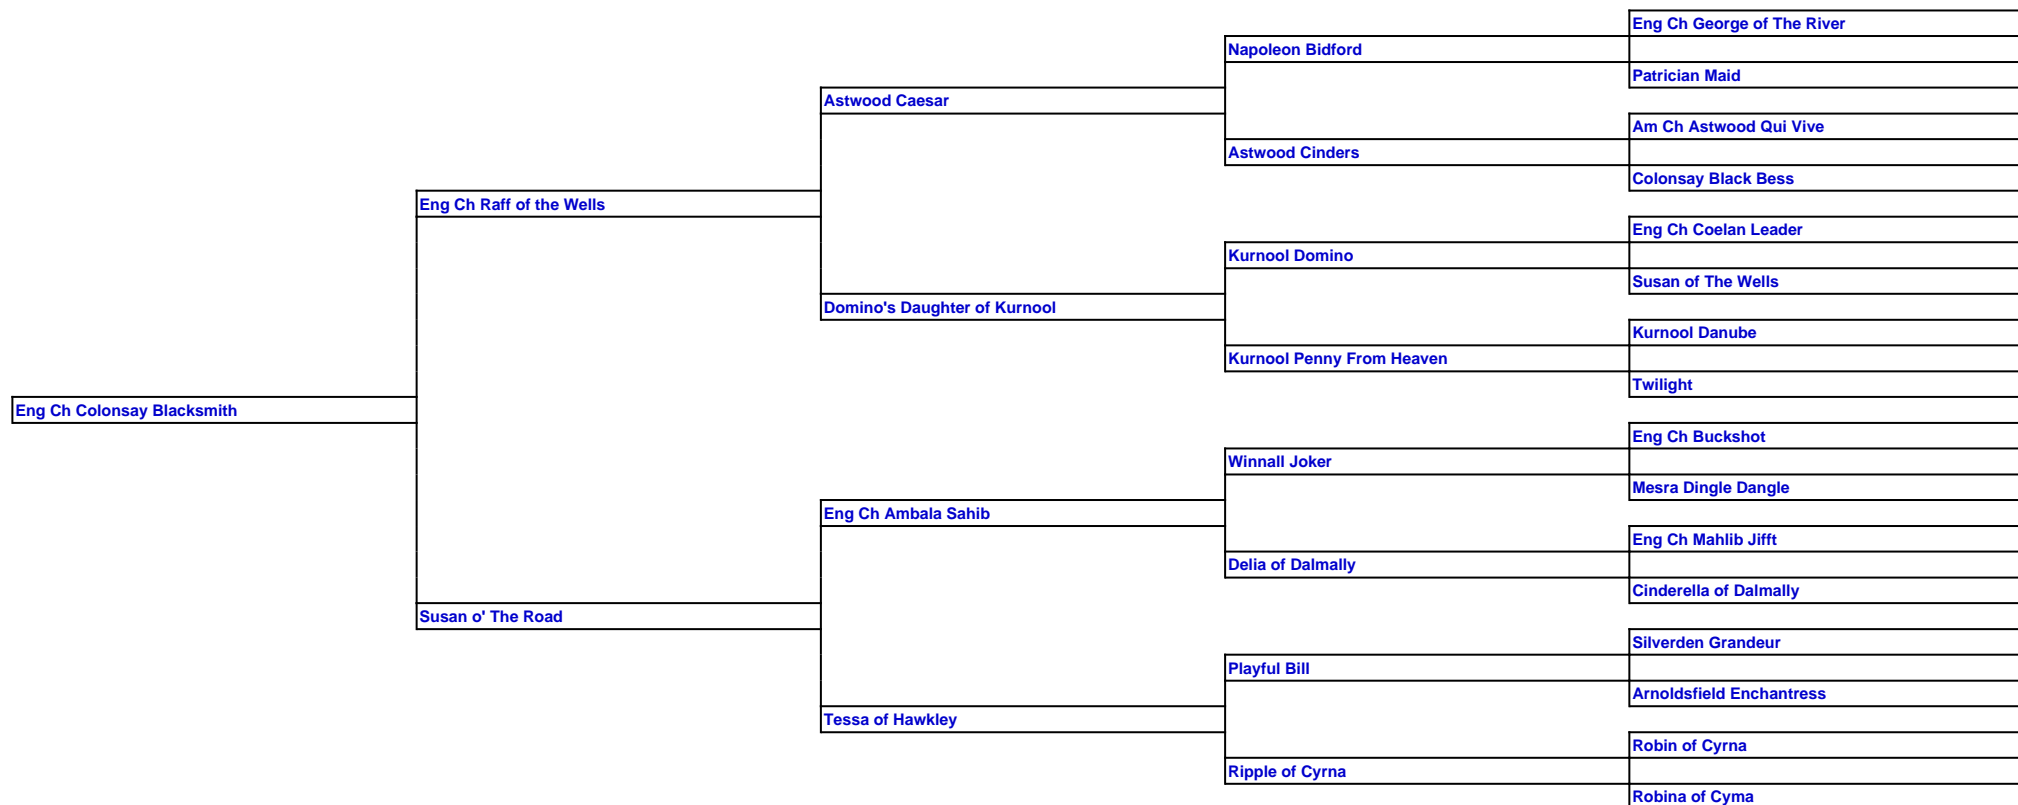 Eng Ch George of The River
Napoleon Bidford
Patrician Maid
Astwood Caesar
Am Ch Astwood Qui Vive
Astwood Cinders
Colonsay Black Bess
Eng Ch Raff of the Wells
Eng Ch Coelan Leader
Kurnool Domino
Susan of The Wells
Domino's Daughter of Kurnool
Kurnool Danube
Kurnool Penny From Heaven
Twilight
Eng Ch Colonsay Blacksmith
Eng Ch Buckshot
Winnall Joker
Mesra Dingle Dangle
Eng Ch Ambala Sahib
Eng Ch Mahlib Jifft
Delia of Dalmally
Cinderella of Dalmally
Susan o' The Road
Silverden Grandeur
Playful Bill
Arnoldsfield Enchantress
Tessa of Hawkley
Robin of Cyrna
Ripple of Cyrna
Robina of Cyma